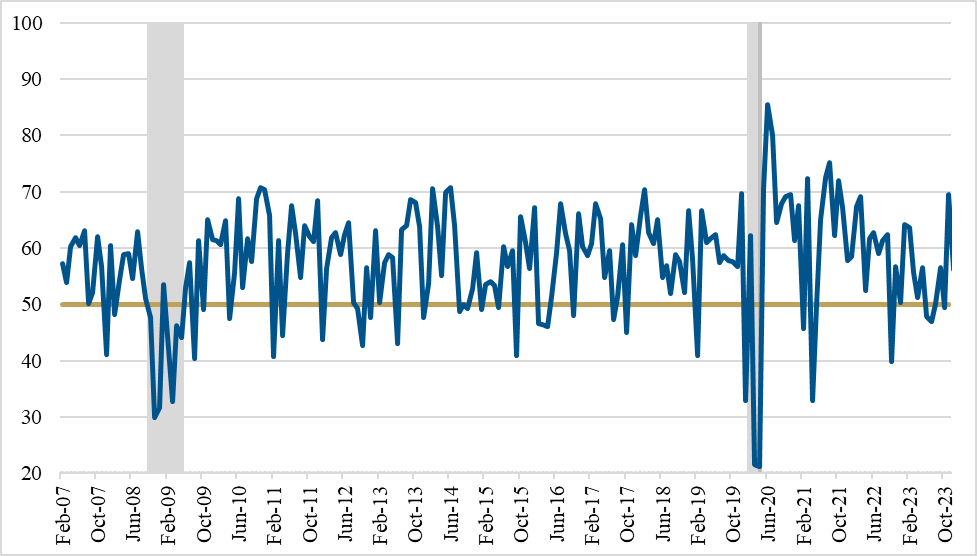 100
90
80
70
60
50
40
30
20
Feb-07
Oct-07
Jun-08
Feb-09
Oct-09
Jun-10
Feb-11
Oct-11
Jun-12
Feb-13
Oct-13
Jun-14
Feb-15
Oct-15
Jun-16
Feb-17
Oct-17
Jun-18
Feb-19
Oct-19
Jun-20
Feb-21
Oct-21
Jun-22
Feb-23
Oct-23